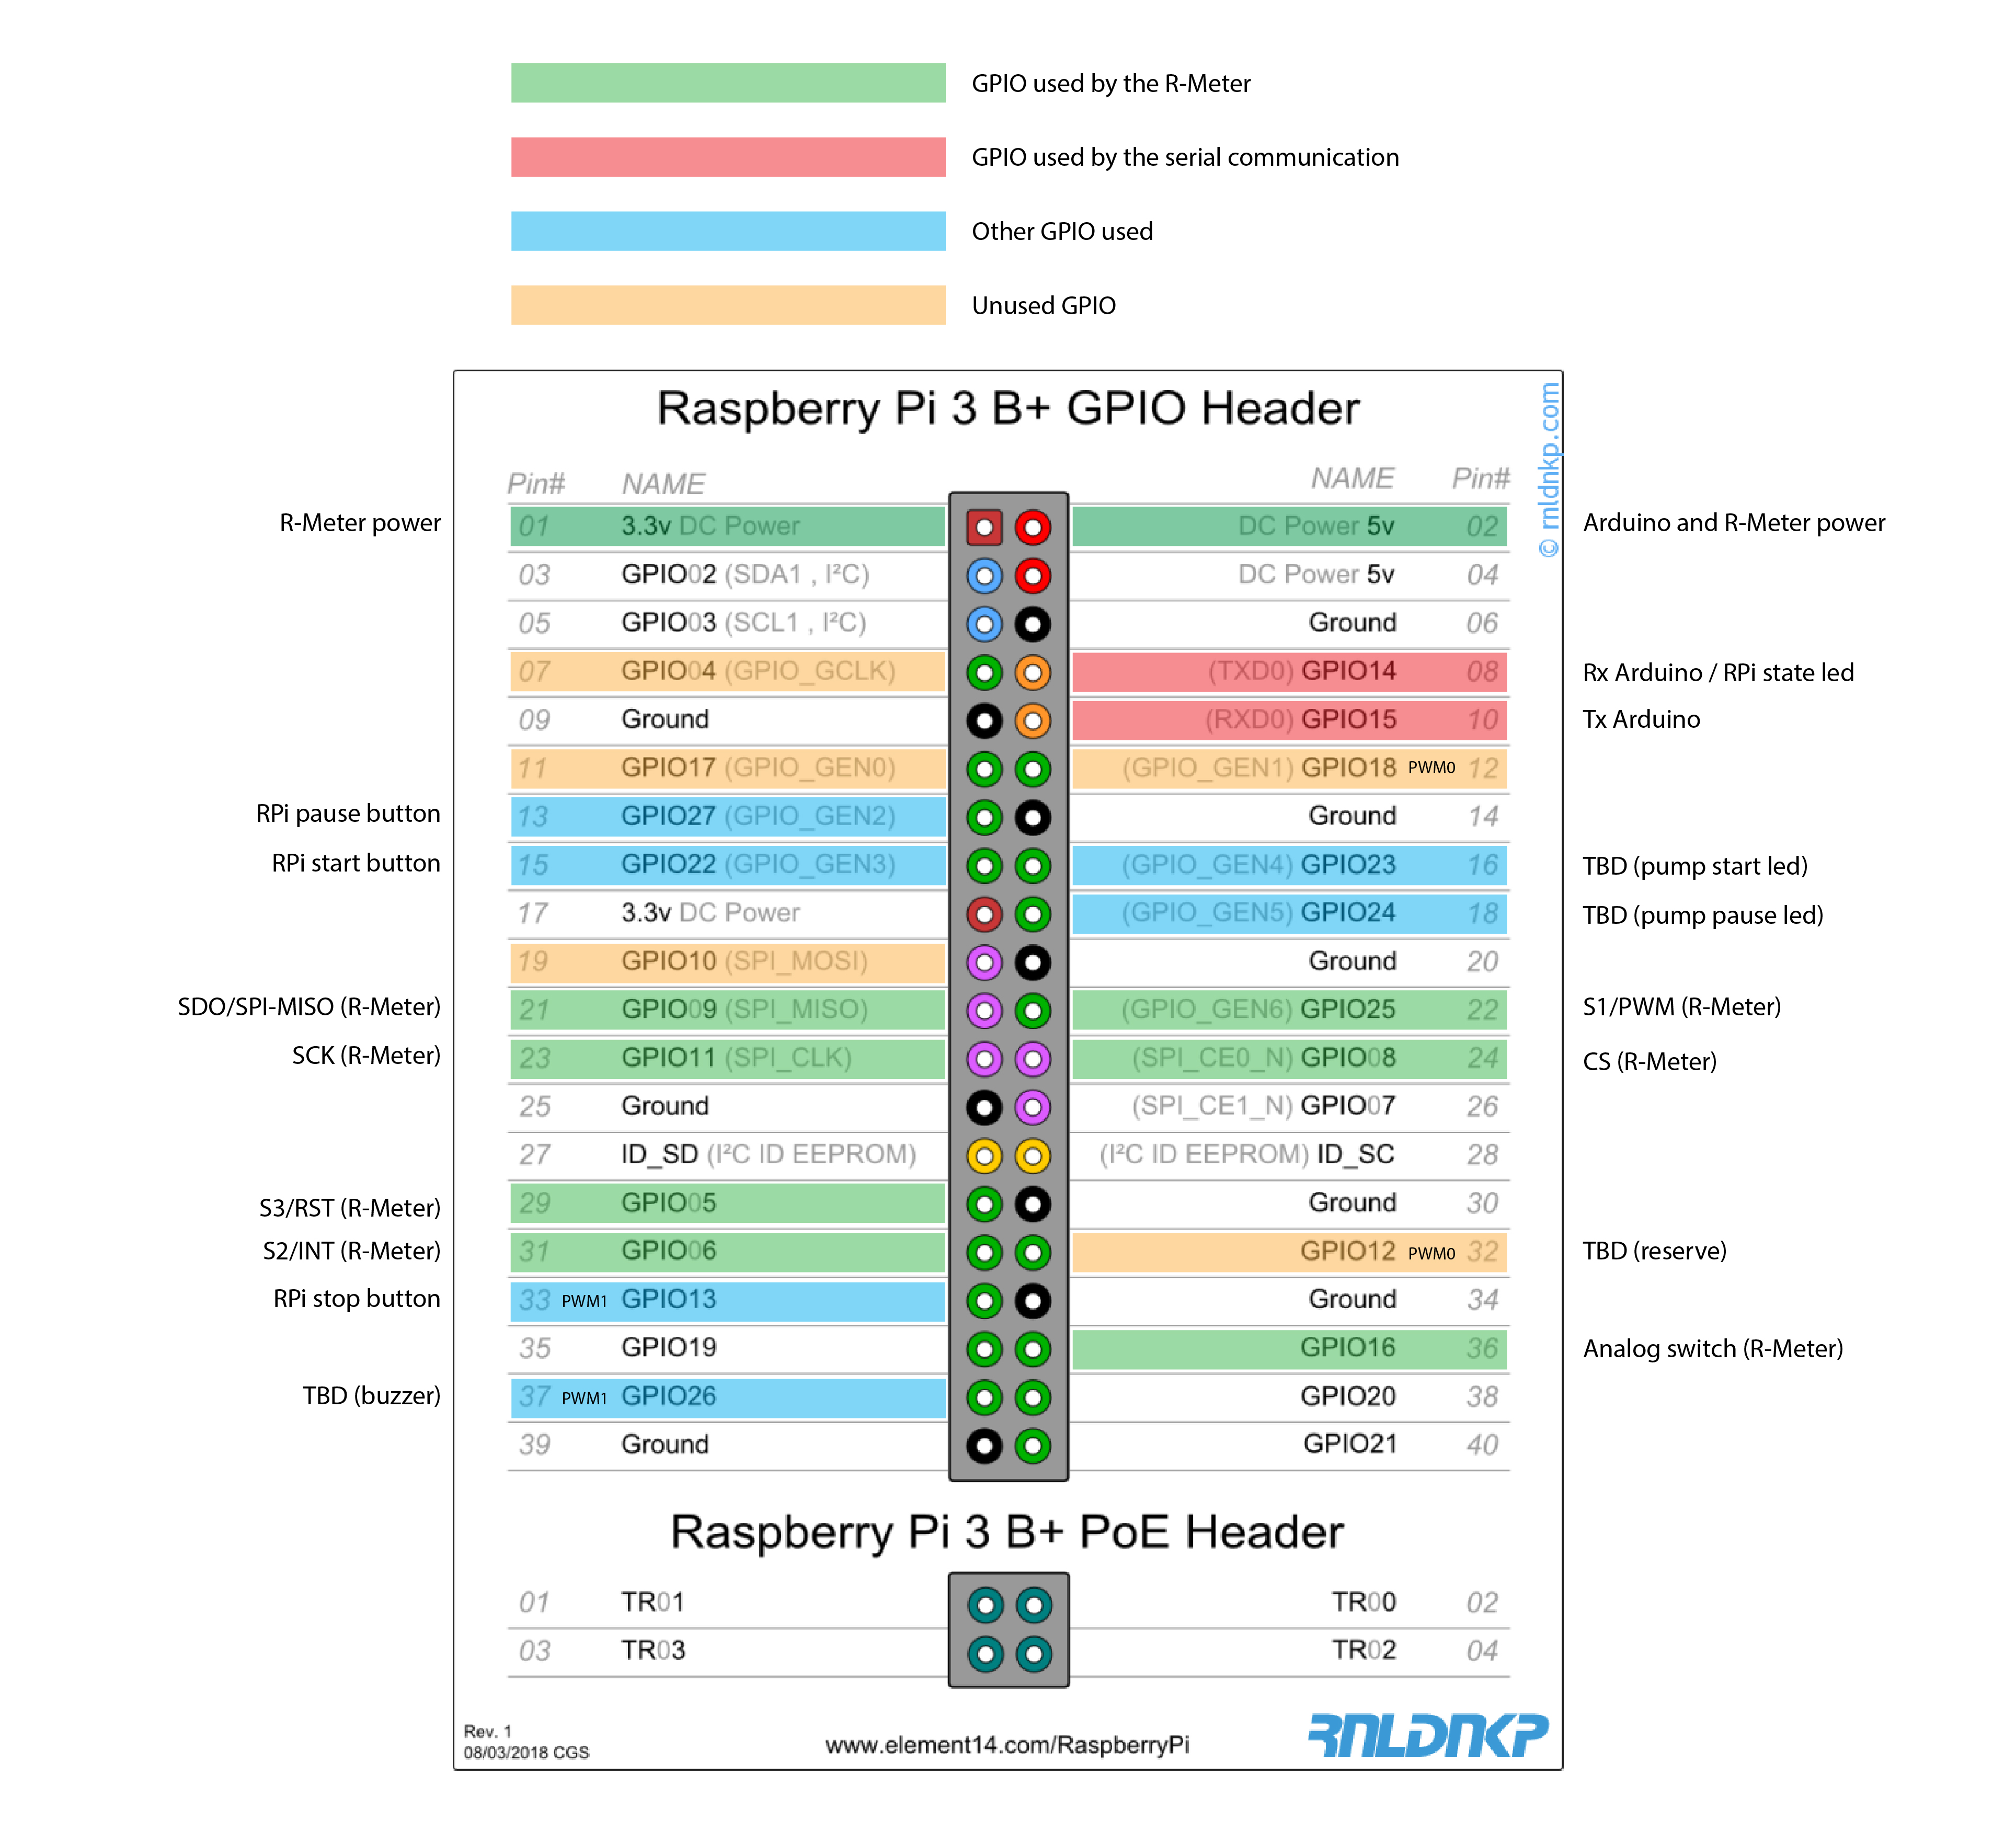 GPIO used by the R-Meter
GPIO used by the serial communication
Other GPIO used
Unused GPIO
Raspberry Pi 3 B+ GPIO Header
© rnldnkp.com
Pin# NAME NAME Pin#
R-Meter power 01 3.3v DC Power DC Power 5v 02 Arduino and R-Meter power
03 GPIO02 (SDA1 , I²C) DC Power 5v 04
05 GPIO03 (SCL1 , I²C) Ground 06
07 GPIO04 (GPIO_GCLK) (TXD0) GPIO14 08 Rx Arduino / RPi state led
09 Ground (RXD0) GPIO15 10 Tx Arduino
11 GPIO17 (GPIO_GEN0) (GPIO_GEN1) GPIO18 PWM0 12
RPi pause button 13 GPIO27 (GPIO_GEN2) Ground 14
RPi start button 15 GPIO22 (GPIO_GEN3) (GPIO_GEN4) GPIO23 16 TBD (pump start led)
17 3.3v DC Power (GPIO_GEN5) GPIO24 18 TBD (pump pause led)
19 GPIO10 (SPI_MOSI) Ground 20
SDO/SPI-MISO (R-Meter) 21 GPIO09 (SPI_MISO) (GPIO_GEN6) GPIO25 22 S1/PWM (R-Meter)
SCK (R-Meter) 23 GPIO11 (SPI_CLK) (SPI_CE0_N) GPIO08 24 CS (R-Meter)
25 Ground (SPI_CE1_N) GPIO07 26
27 ID_SD (I²C ID EEPROM) (I²C ID EEPROM) ID_SC 28
S3/RST (R-Meter) 29 GPIO05 Ground 30
S2/INT (R-Meter) 31 GPIO06 GPIO12 PWM0 32 TBD (reserve)
RPi stop button 33 PWM1 GPIO13 Ground 34
35 GPIO19 GPIO16 36 Analog switch (R-Meter)
TBD (buzzer) 37 PWM1 GPIO26 GPIO20 38
39 Ground GPIO21 40
Raspberry Pi 3 B+ PoE Header
01 TR01 TR00 02
03 TR03 TR02 04
Rev. 1
08/03/2018 CGS
www.element14.com/RaspberryPi
RNLDNKP